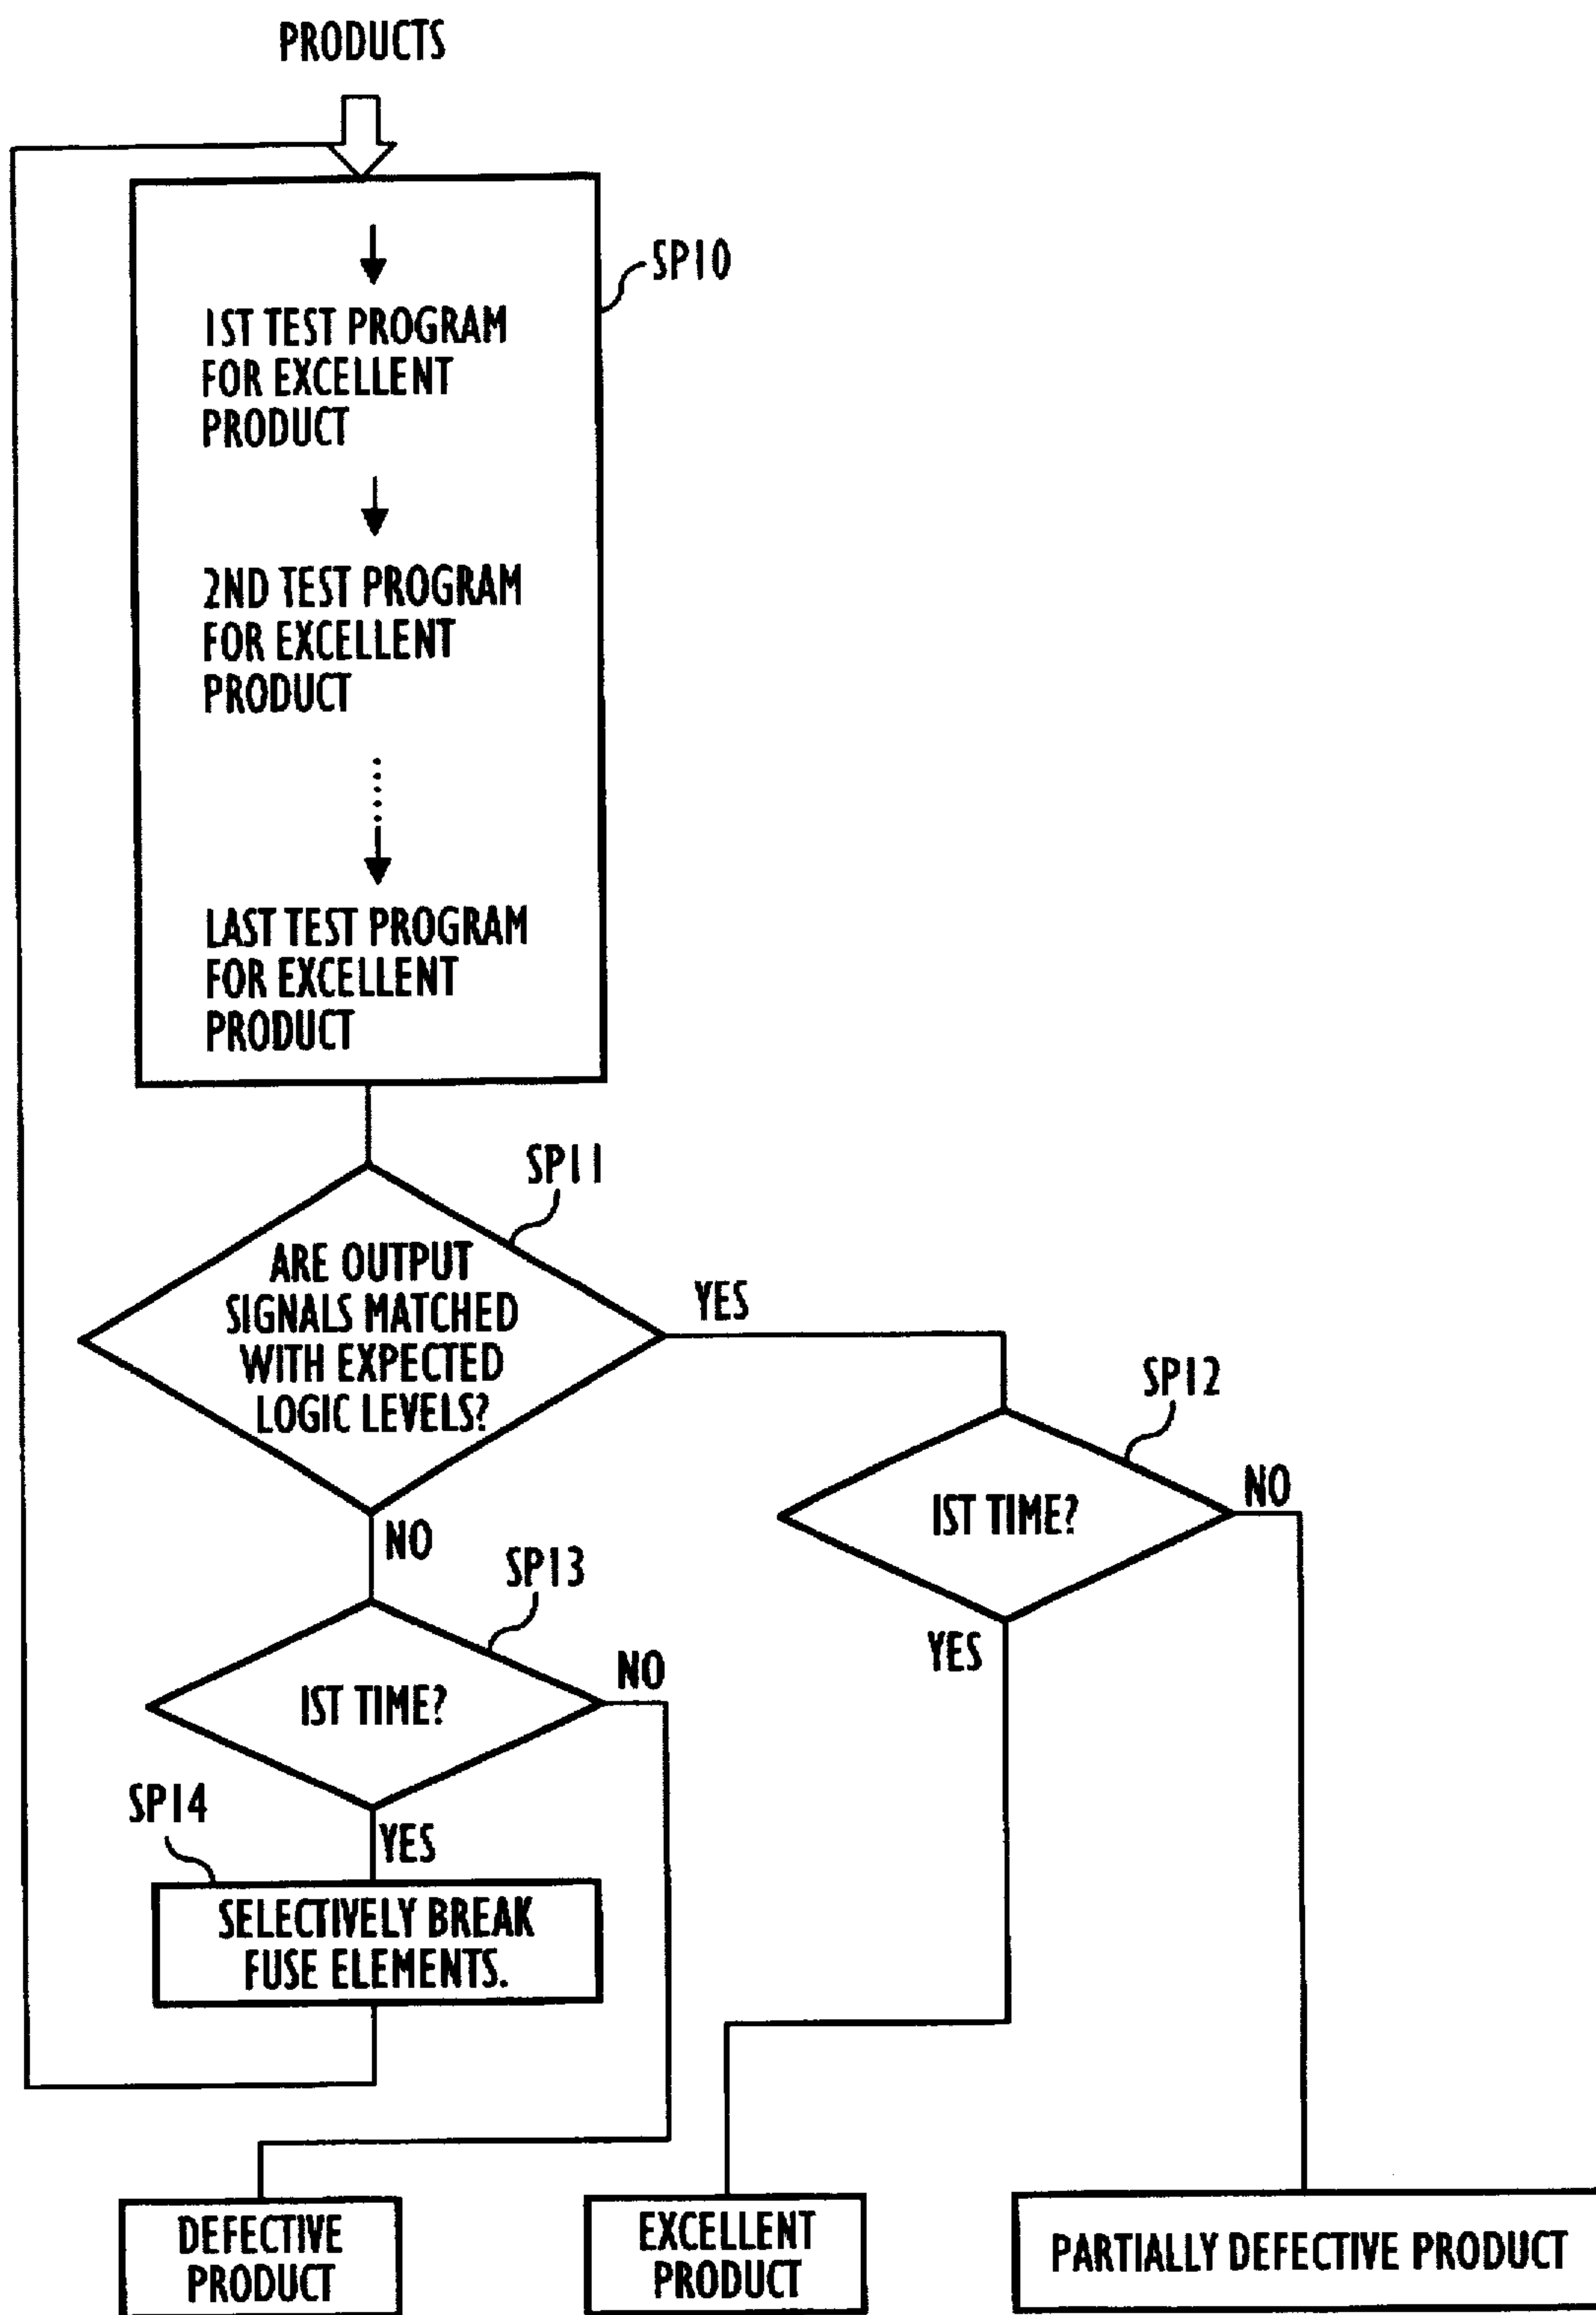 PRODUCTS
SP10
1ST TEST PROGRAM
FOR EXCELLENT
PRODUCT
2ND TEST PROGRAM
FOR EXCELLENT
PRODUCT
LAST TEST PROGRAM
FOR EXCELLENT
PRODUCT
SP11
ARE OUTPUT
SIGNALS MATCHED
WITH EXPECTED
LOGIC LEVELS?
YES
SP12
IST TIME?
NO
YES
NO
SP13
IST TIME?
NO
YES
SP14
SELECTIVELY BREAK
FUSE ELEMENTS.
DEFECTIVE
PRODUCT
EXCELLENT
PRODUCT
PARTIALLY DEFECTIVE PRODUCT